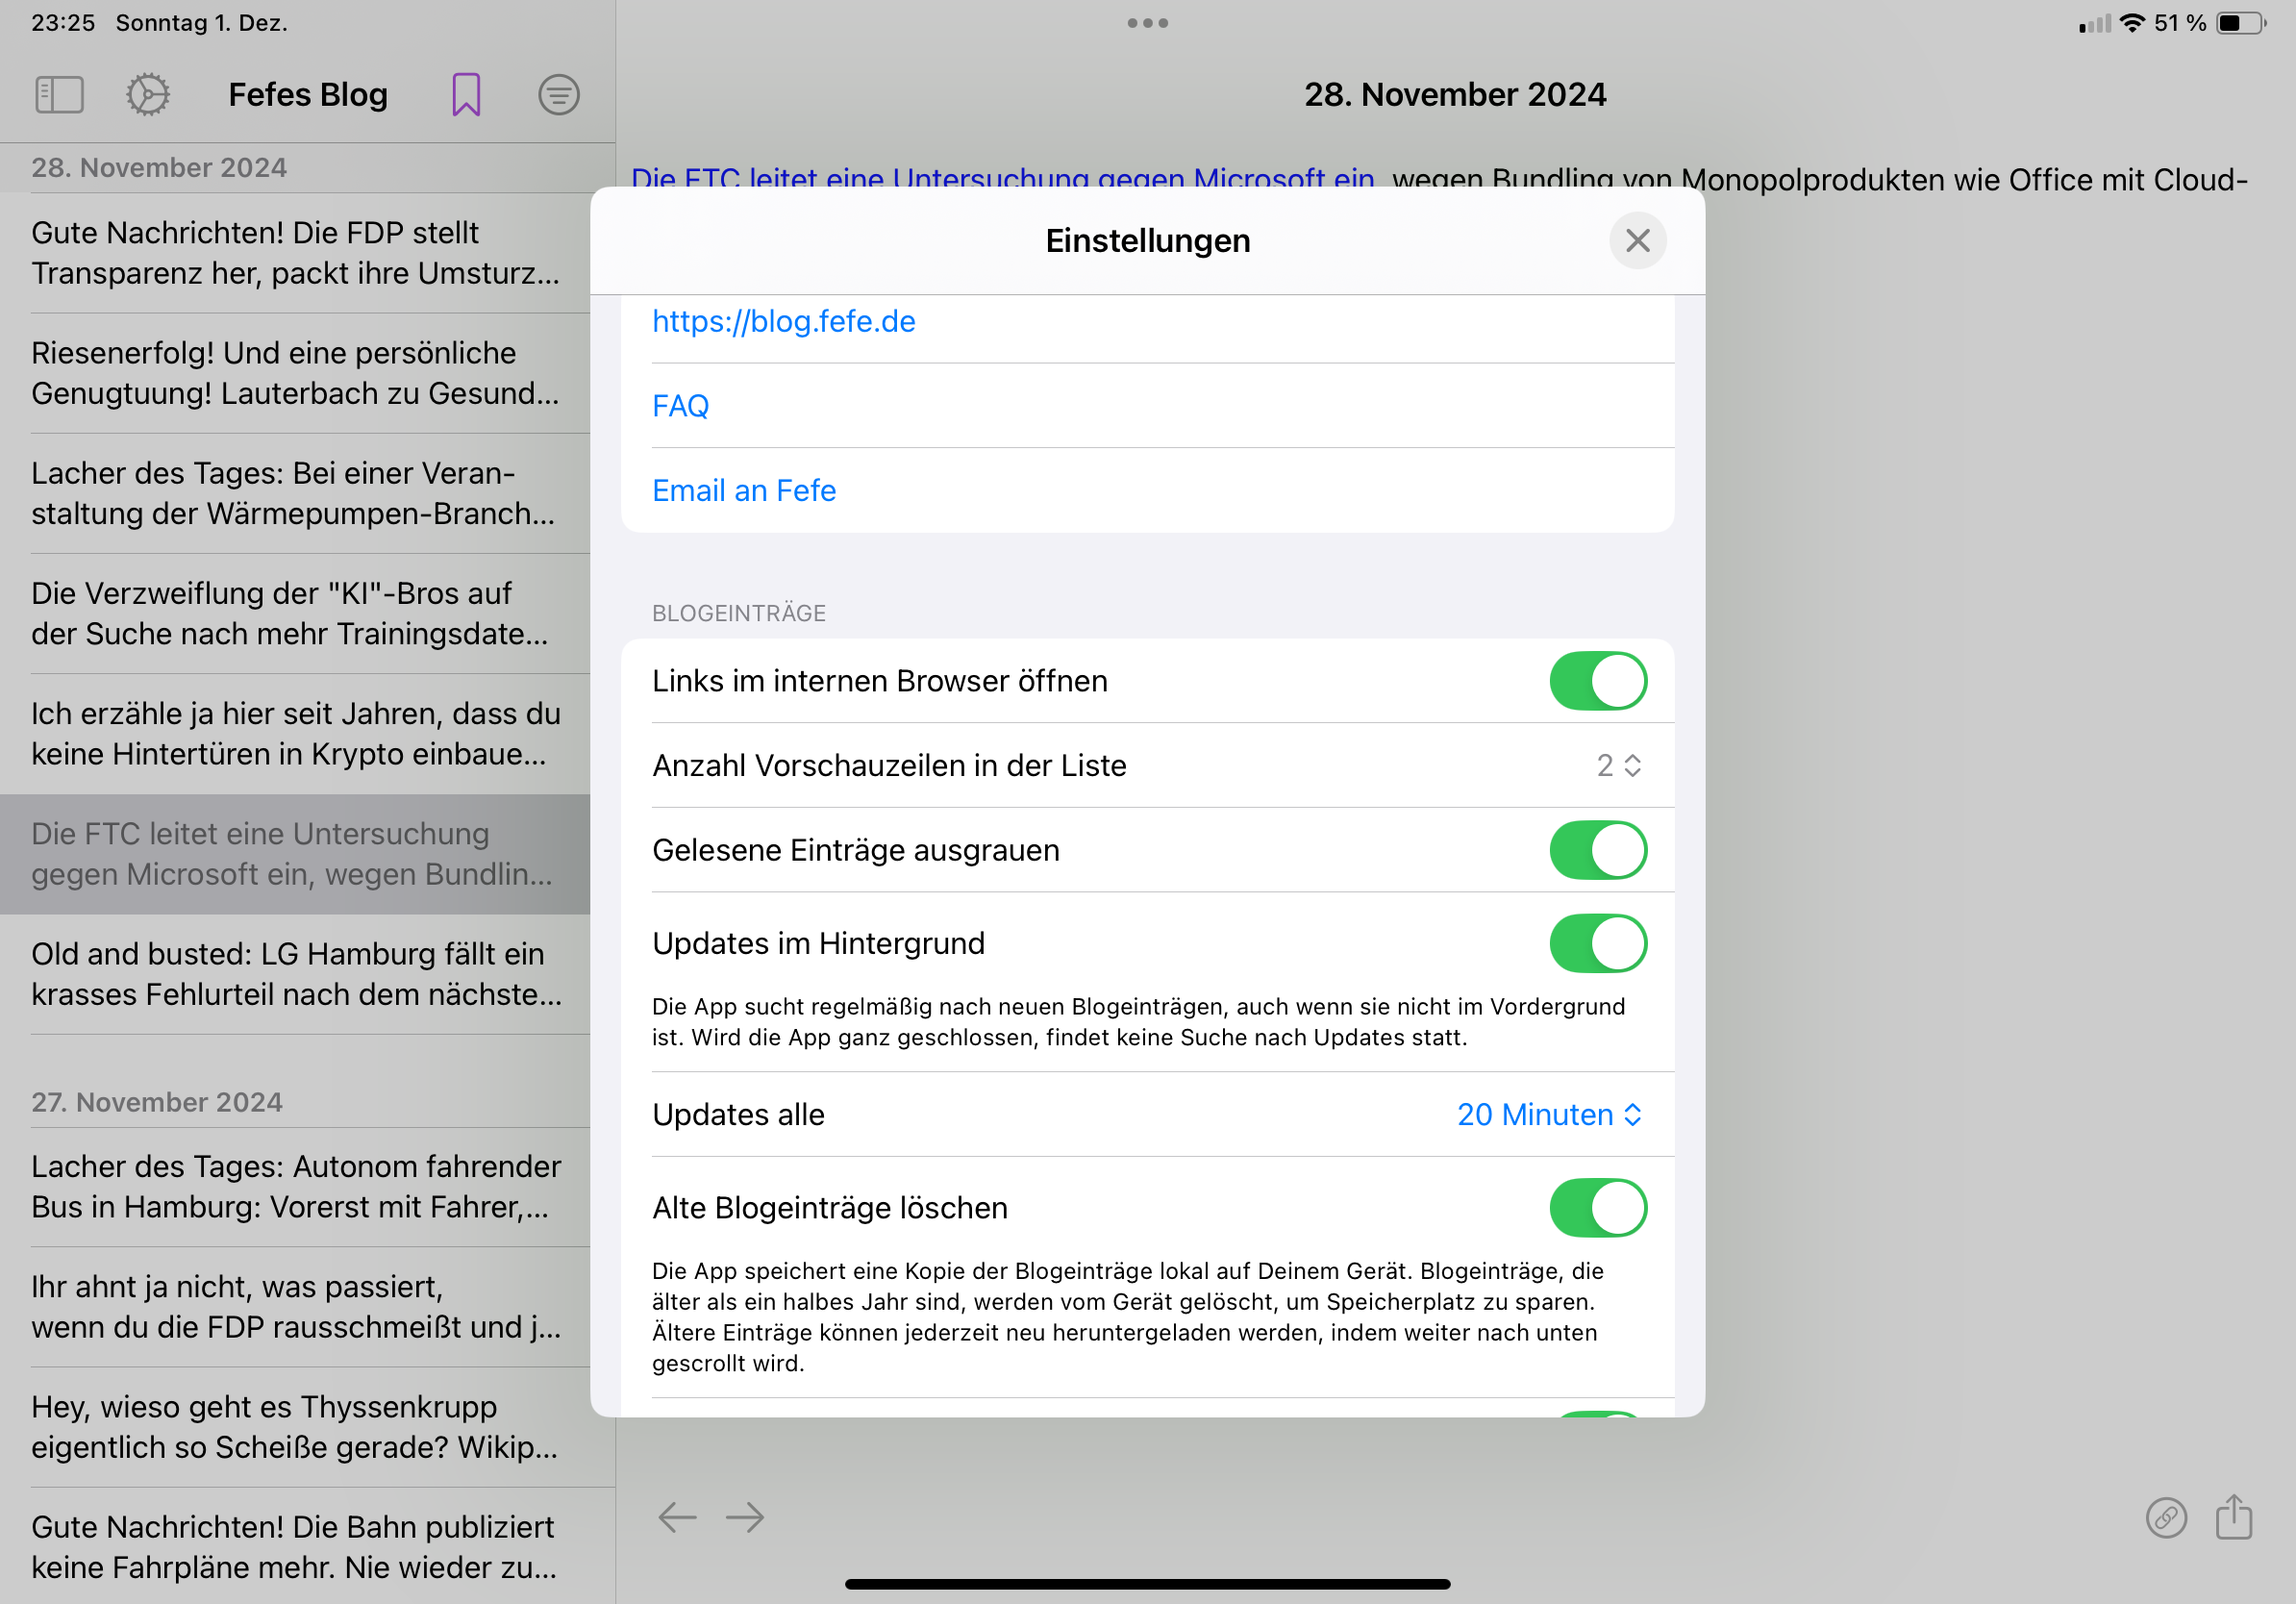 23:25 Sonntag 1. Dez.
51 %
Fefes Blog
28. November 2024
Gute Nachrichten! Die FDP stellt
Transparenz her, packt ihre Umsturz...
Riesenerfolg! Und eine persönliche
Genugtuung! Lauterbach zu Gesund...
Lacher des Tages: Bei einer Veran-
staltung der Wärmepumpen-Branch...
Die Verzweiflung der "KI"-Bros auf
der Suche nach mehr Trainingsdate...
Ich erzähle ja hier seit Jahren, dass du
keine Hintertüren in Krypto einbaue...
Die FTC leitet eine Untersuchung
gegen Microsoft ein, wegen Bundlin...
Old and busted: LG Hamburg fällt ein
krasses Fehlurteil nach dem nächste...
27. November 2024
Lacher des Tages: Autonom fahrender
Bus in Hamburg: Vorerst mit Fahrer,...
Ihr ahnt ja nicht, was passiert,
wenn du die FDP rausschmeißt und j...
Hey, wieso geht es Thyssenkrupp
eigentlich so Scheiße gerade? Wikip...
Gute Nachrichten! Die Bahn publiziert
keine Fahrpläne mehr. Nie wieder zu...
28. November 2024
Die FTC leitet eine Untersuchung gegen Microsoft ein, wegen Bundling von Monopolprodukten wie Office mit Cloud-
Einstellungen
https://blog.fefe.de
FAQ
Email an Fefe
BLOGEINTRÄGE
Links im internen Browser öffnen
Anzahl Vorschauzeilen in der Liste 2
Gelesene Einträge ausgrauen
Updates im Hintergrund
Die App sucht regelmäßig nach neuen Blogeinträgen, auch wenn sie nicht im Vordergrund
ist. Wird die App ganz geschlossen, findet keine Suche nach Updates statt.
Updates alle 20 Minuten
Alte Blogeinträge löschen
Die App speichert eine Kopie der Blogeinträge lokal auf Deinem Gerät. Blogeinträge, die
älter als ein halbes Jahr sind, werden vom Gerät gelöscht, um Speicherplatz zu sparen.
Ältere Einträge können jederzeit neu heruntergeladen werden, indem weiter nach unten
gescrollt wird.